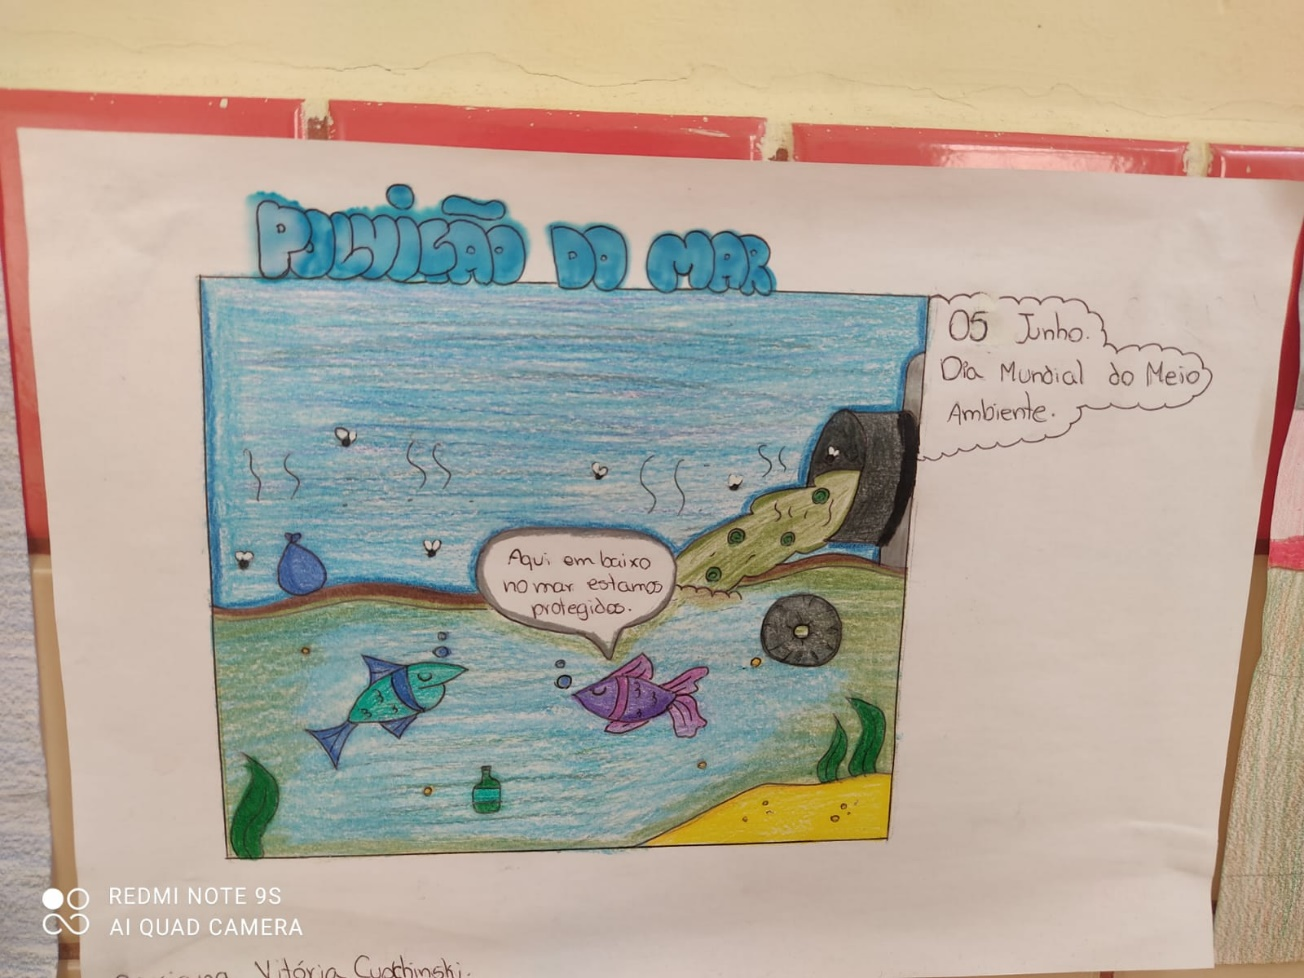 POLUIÇÃO DO MAR
05 Junho.
Dia Mundial do Meio
Ambiente.
Aqui em baixo
no mar estamos
protegidos.
REDMI NOTE 9S
AI QUAD CAMERA
Vitória